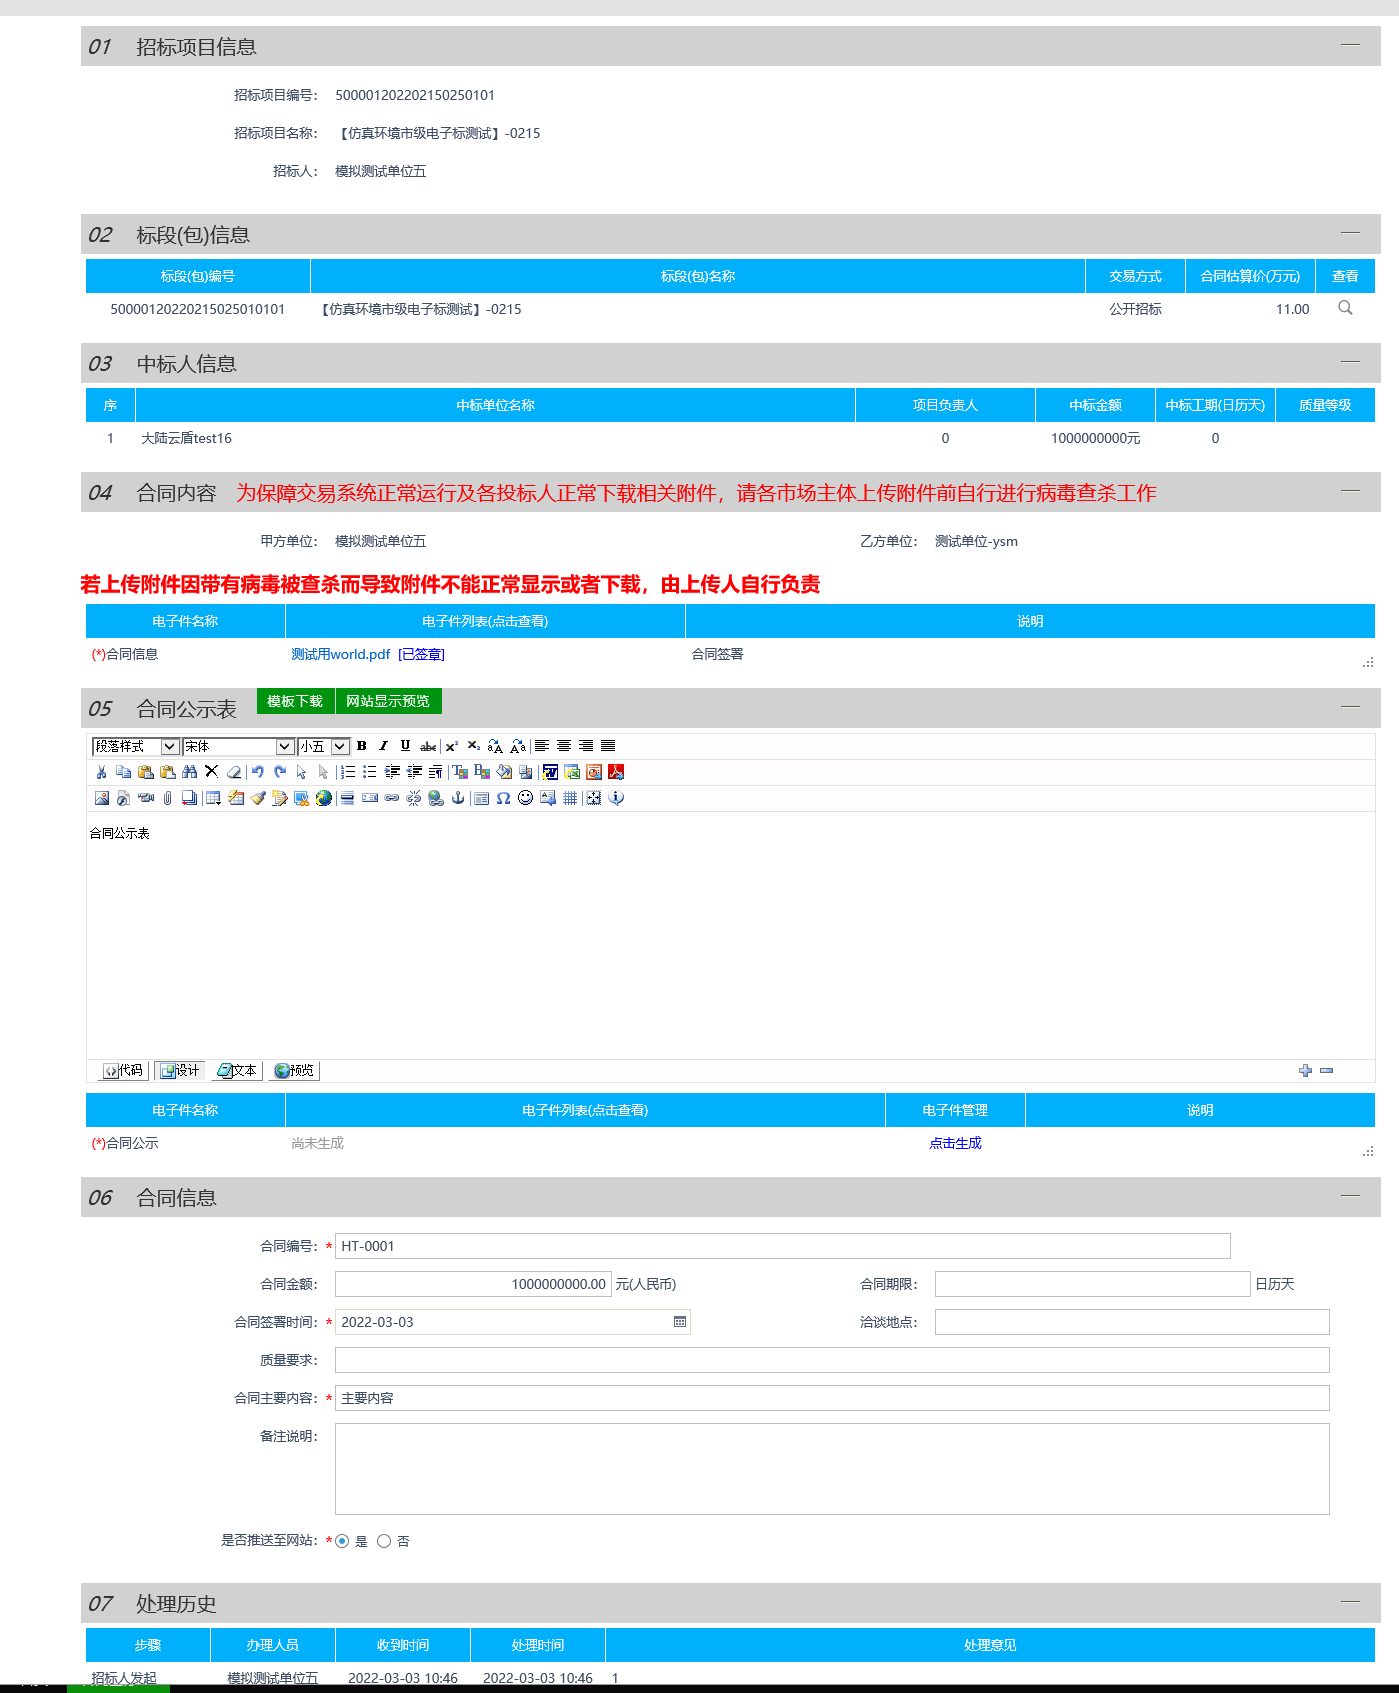 01 招标项目信息
招标项目编号： 500001202202150250101
招标项目名称： 【仿真环境市级电子标测试】-0215
招标人： 模拟测试单位五
02 标段(包)信息
标段(包)编号 标段(包)名称 交易方式 合同估算价(万元) 查看
50000120220215025010101 【仿真环境市级电子标测试】-0215 公开招标 11.00
03 中标人信息
序 中标单位名称 项目负责人 中标金额 中标工期(日历天) 质量等级
1 大陆云盾test16 0 1000000000元 0
04 合同内容 为保障交易系统正常运行及各投标人正常下载相关附件，请各市场主体上传附件前自行进行病毒查杀工作
甲方单位： 模拟测试单位五 乙方单位： 测试单位-ysm
若上传附件因带有病毒被查杀而导致附件不能正常显示或者下载，由上传人自行负责
电子件名称 电子件列表(点击查看) 说明
(*)合同信息 测试用world.pdf [已签章] 合同签署
05 合同公示表 模板下载 网站显示预览
段落样式 宋体 小五
合同公示表
代码 设计 文本 预览
电子件名称 电子件列表(点击查看) 电子件管理 说明
(*)合同公示 尚未生成 点击生成
06 合同信息
合同编号： * HT-0001
合同金额： 1000000000.00 元(人民币) 合同期限： 日历天
合同签署时间： * 2022-03-03 洽谈地点：
质量要求：
合同主要内容： * 主要内容
备注说明：
是否推送至网站： * 是 否
07 处理历史
步骤 办理人员 收到时间 处理时间 处理意见
招标人发起 模拟测试单位五 2022-03-03 10:46 2022-03-03 10:46 1